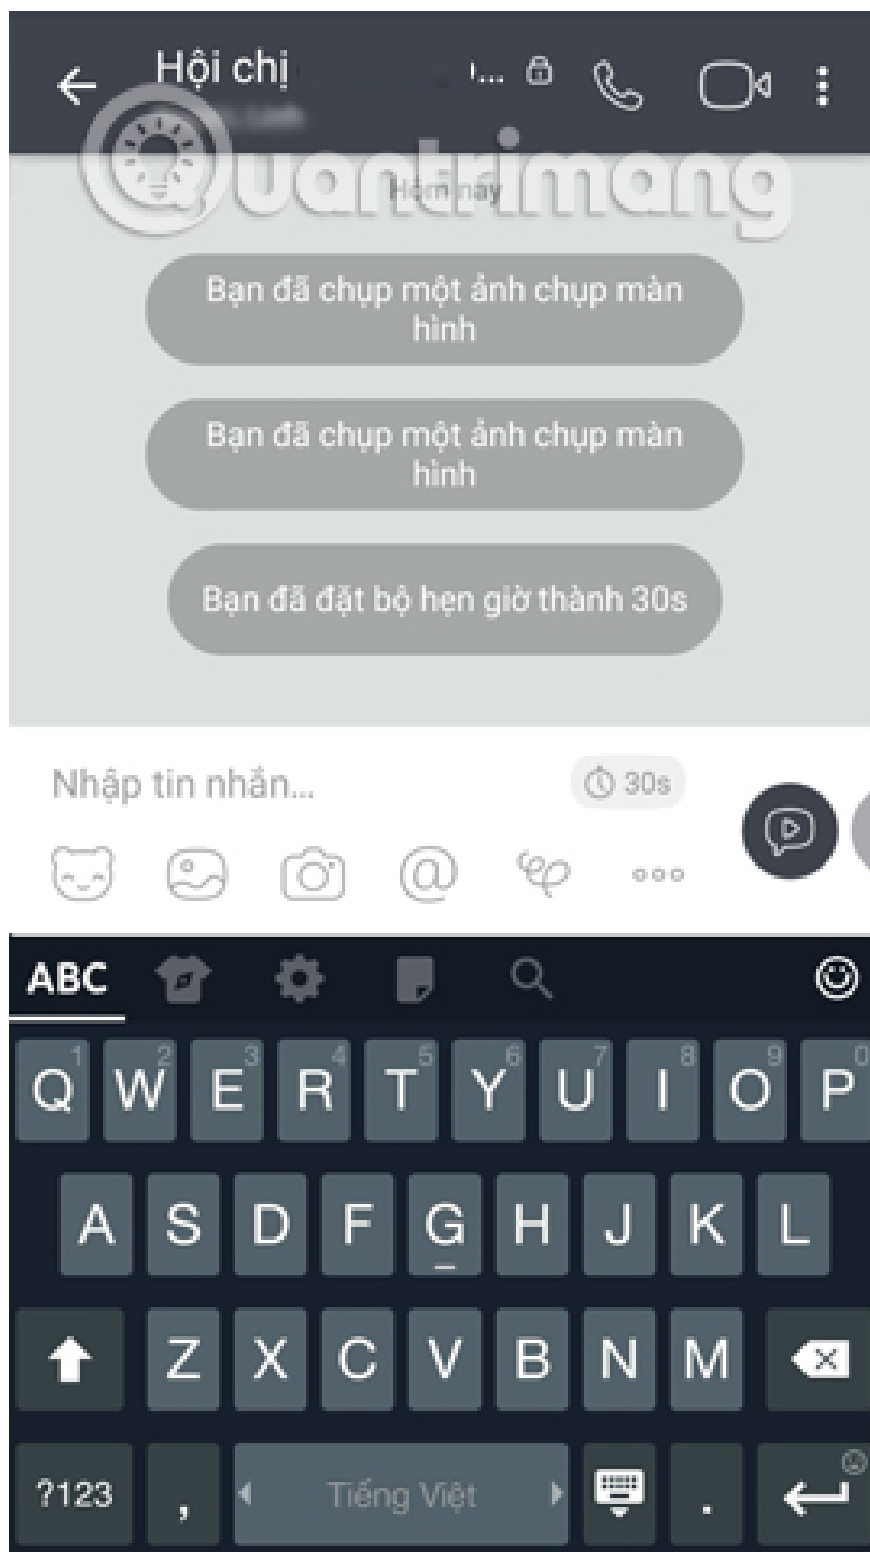 Hội chị
...
Quantrimang
Hôm nay
Bạn đã chụp một ảnh chụp màn
hình
Bạn đã chụp một ảnh chụp màn
hình
Bạn đã đặt bộ hẹn giờ thành 30s
Nhập tin nhắn...
30s
ABC
1 2 3 4 5 6 7 8 9 0
Q W E R T Y U I O P
A S D F G H J K L
Z X C V B N M
?123 , Tiếng Việt .